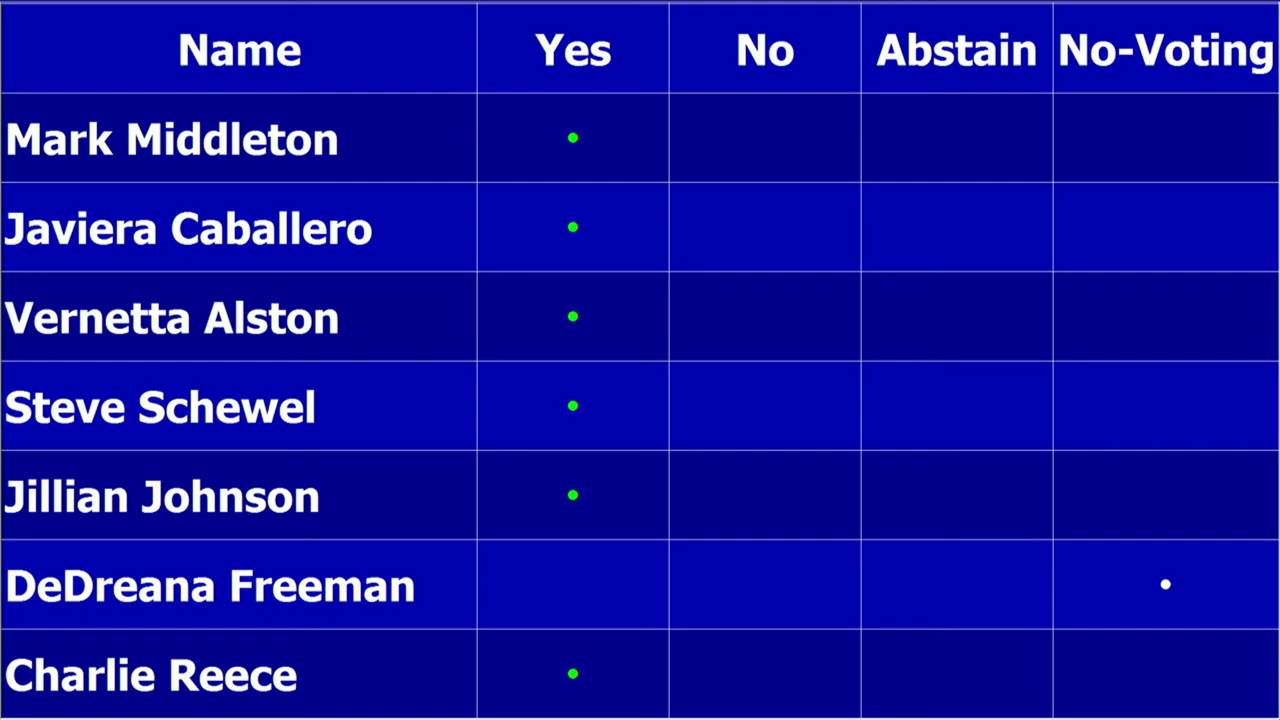 Name Yes No Abstain No-Voting
Mark Middleton
Javiera Caballero
Vernetta Alston
Steve Schewel
Jillian Johnson
DeDreana Freeman
Charlie Reece